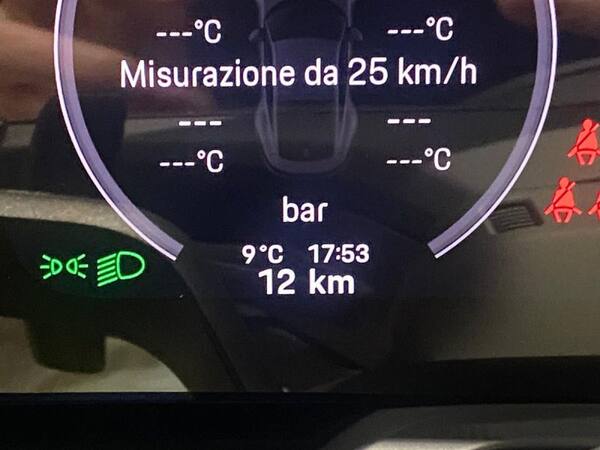 ---°C ---°C
Misurazione da 25 km/h
--- ---
---°C ---°C
bar
9°C 17:53
12 km